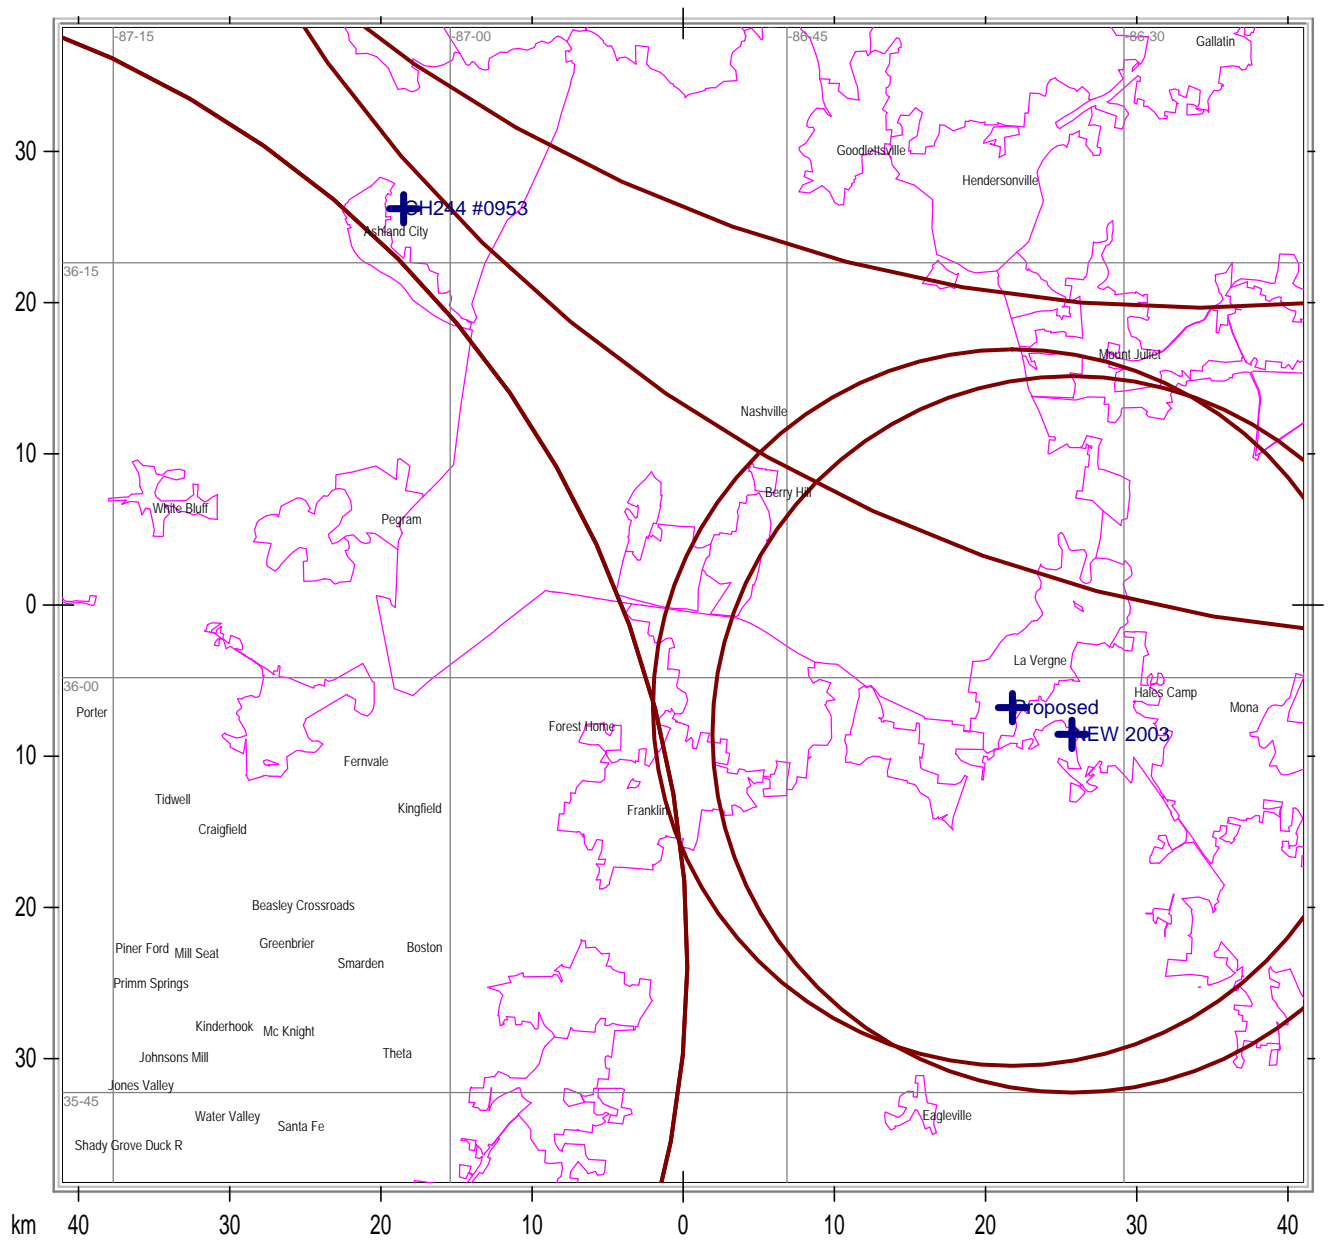 -87-15
-87-00
-86-45
-86-30
Gallatin
30
Goodlettsville
Hendersonville
CH244 #0953
Ashland City
36-15
20
Mount Juliet
Nashville
10
Berry Hill
White Bluff
Pegram
0
La Vergne
36-00
Hales Camp
Porter
Proposed
Mona
Forest Home
NEW 2003
10
Fernvale
Tidwell
Kingfield
Franklin
Craigfield
20
Beasley Crossroads
Piner Ford
Mill Seat
Greenbrier
Boston
Smarden
Primm Springs
Kinderhook
Mc Knight
30
Johnsons Mill
Theta
Jones Valley
35-45
Water Valley
Santa Fe
Eagleville
Shady Grove Duck R
km 40 30 20 10 0 10 20 30 40